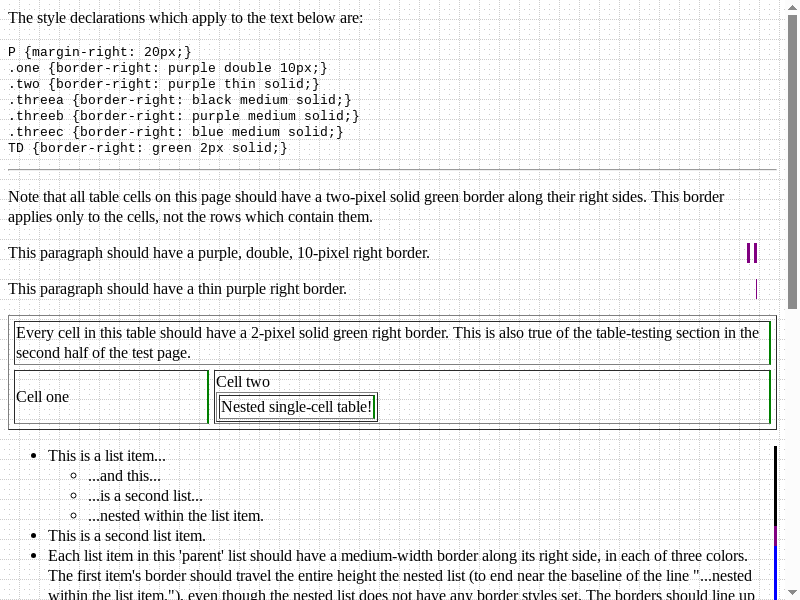 The style declarations which apply to the text below are:
P {margin-right: 20px;}
.one {border-right: purple double 10px;}
.two {border-right: purple thin solid;}
.threea {border-right: black medium solid;}
.threeb {border-right: purple medium solid;}
.threec {border-right: blue medium solid;}
TD {border-right: green 2px solid;}
Note that all table cells on this page should have a two-pixel solid green border along their right sides. This border
applies only to the cells, not the rows which contain them.
This paragraph should have a purple, double, 10-pixel right border.
This paragraph should have a thin purple right border.
Every cell in this table should have a 2-pixel solid green right border. This is also true of the table-testing section in the
second half of the test page.
Cell one
Cell two
Nested single-cell table!
This is a list item...
...and this...
...is a second list...
...nested within the list item.
This is a second list item.
Each list item in this 'parent' list should have a medium-width border along its right side, in each of three colors.
The first item's border should travel the entire height the nested list (to end near the baseline of the line "...nested
within the list item."), even though the nested list does not have any border styles set. The borders should line up